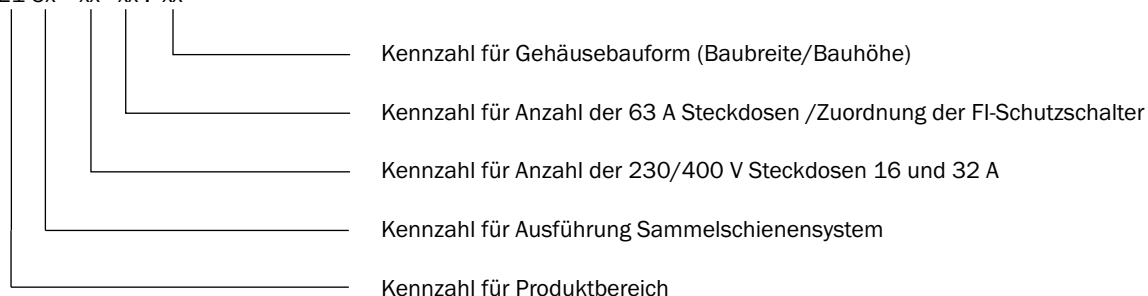 Kennzahl für Gehäusebauform (Baubreite/Bauhöhe)
Kennzahl für Anzahl der 63 A Steckdosen /Zuordnung der FI-Schutzschalter
Kennzahl für Anzahl der 230/400 V Steckdosen 16 und 32 A
Kennzahl für Ausführung Sammelschienensystem
Kennzahl für Produktbereich